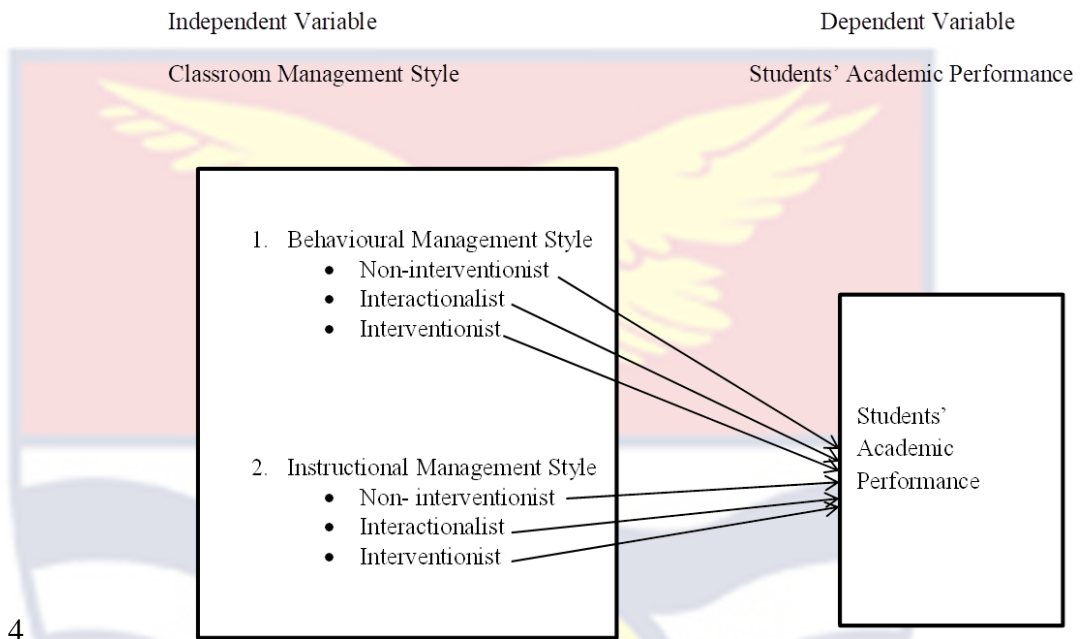 Independent Variable Dependent Variable
Classroom Management Style Students’ Academic Performance
1. Behavioural Management Style
• Non-interventionist
• Interactionalist
• Interventionist
2. Instructional Management Style
• Non- interventionist
• Interactionalist
• Interventionist
Students’
Academic
Performance
4